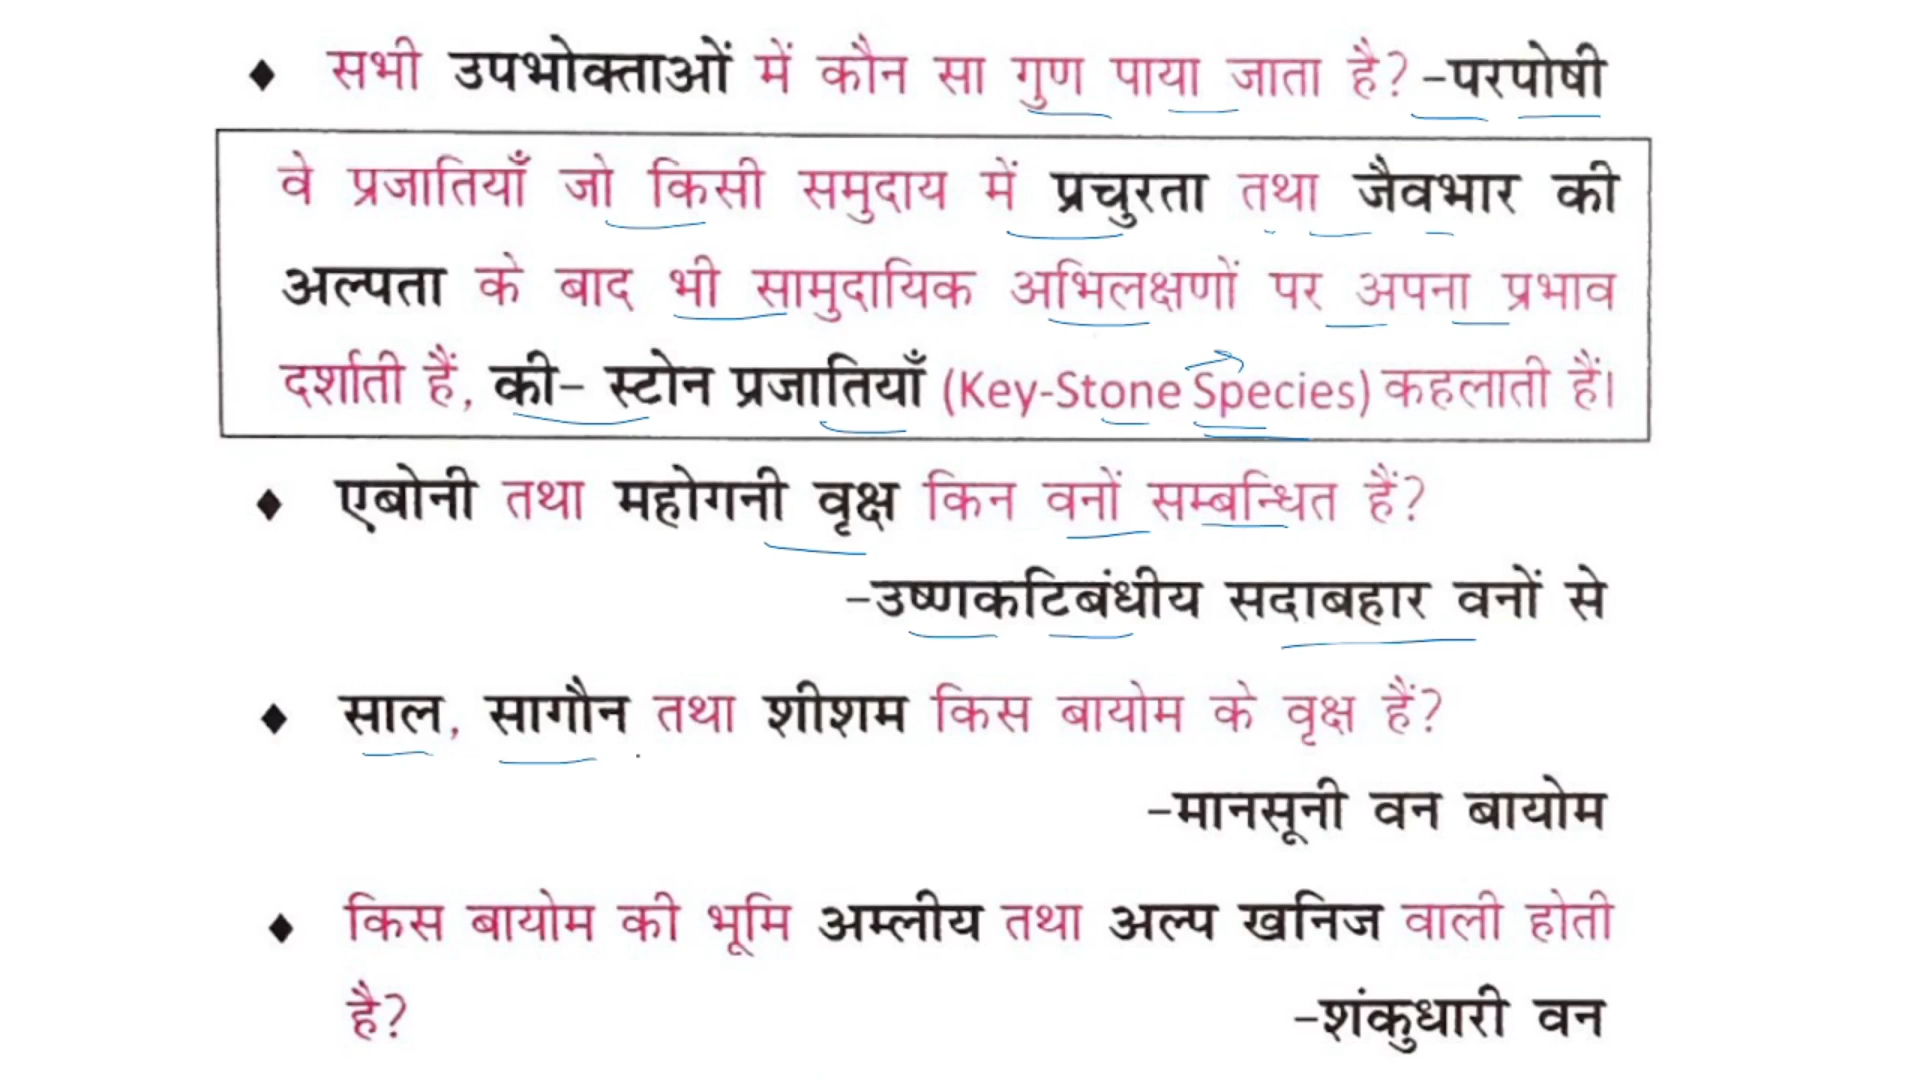 ♦ सभी उपभोक्ताओं में कौन सा गुण पाया जाता है? -परपोषी
वे प्रजातियाँ जो किसी समुदाय में प्रचुरता तथा जैवभार की
अल्पता के बाद भी सामुदायिक अभिलक्षणों पर अपना प्रभाव
दर्शाती हैं, की- स्टोन प्रजातियाँ (Key-Stone Species) कहलाती हैं।
♦ एबोनी तथा महोगनी वृक्ष किन वनों सम्बन्धित हैं?
-उष्णकटिबंधीय सदाबहार वनों से
♦ साल, सागौन तथा शीशम किस बायोम के वृक्ष हैं?
-मानसूनी वन बायोम
♦ किस बायोम की भूमि अम्लीय तथा अल्प खनिज वाली होती
है? -शंकुधारी वन